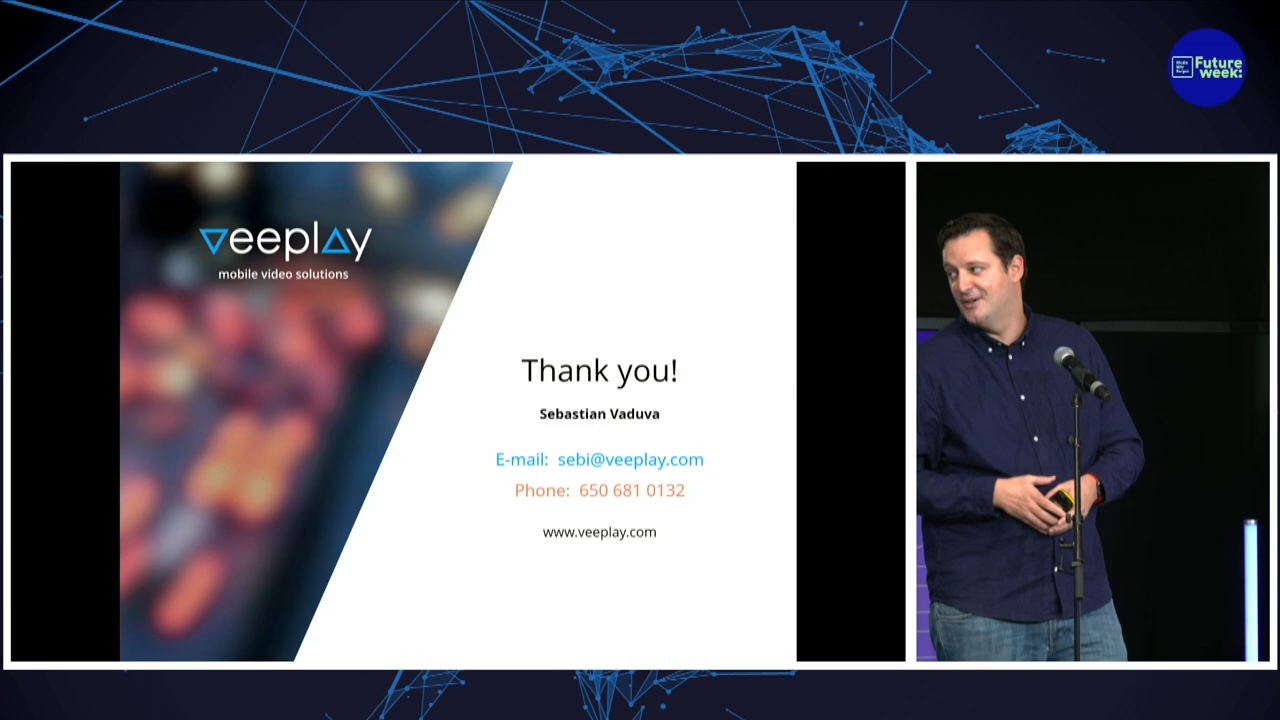 Future
week:
veeplay
mobile video solutions
Thank you!
Sebastian Vaduva
E-mail: sebi@veeplay.com
Phone: 650 681 0132
www.veeplay.com